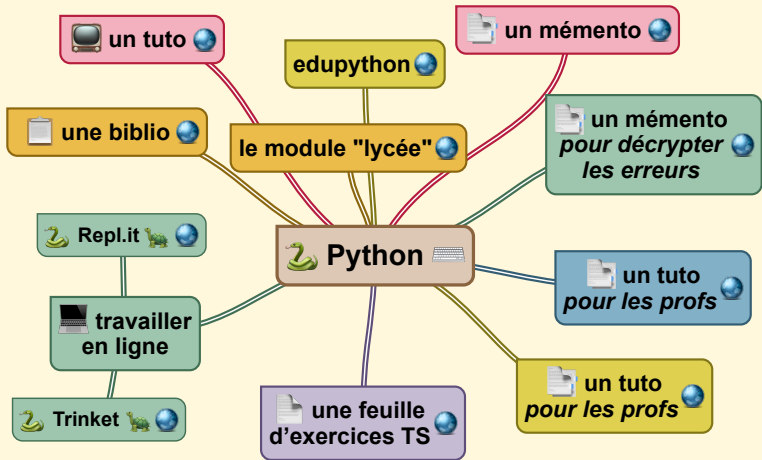 un tuto
edupython
un mémento
une biblio
le module "lycée"
un mémento
pour décrypter
les erreurs
Repl.it
Python
travailler
en ligne
un tuto
pour les profs
Trinket
une feuille
d'exercices TS
un tuto
pour les profs